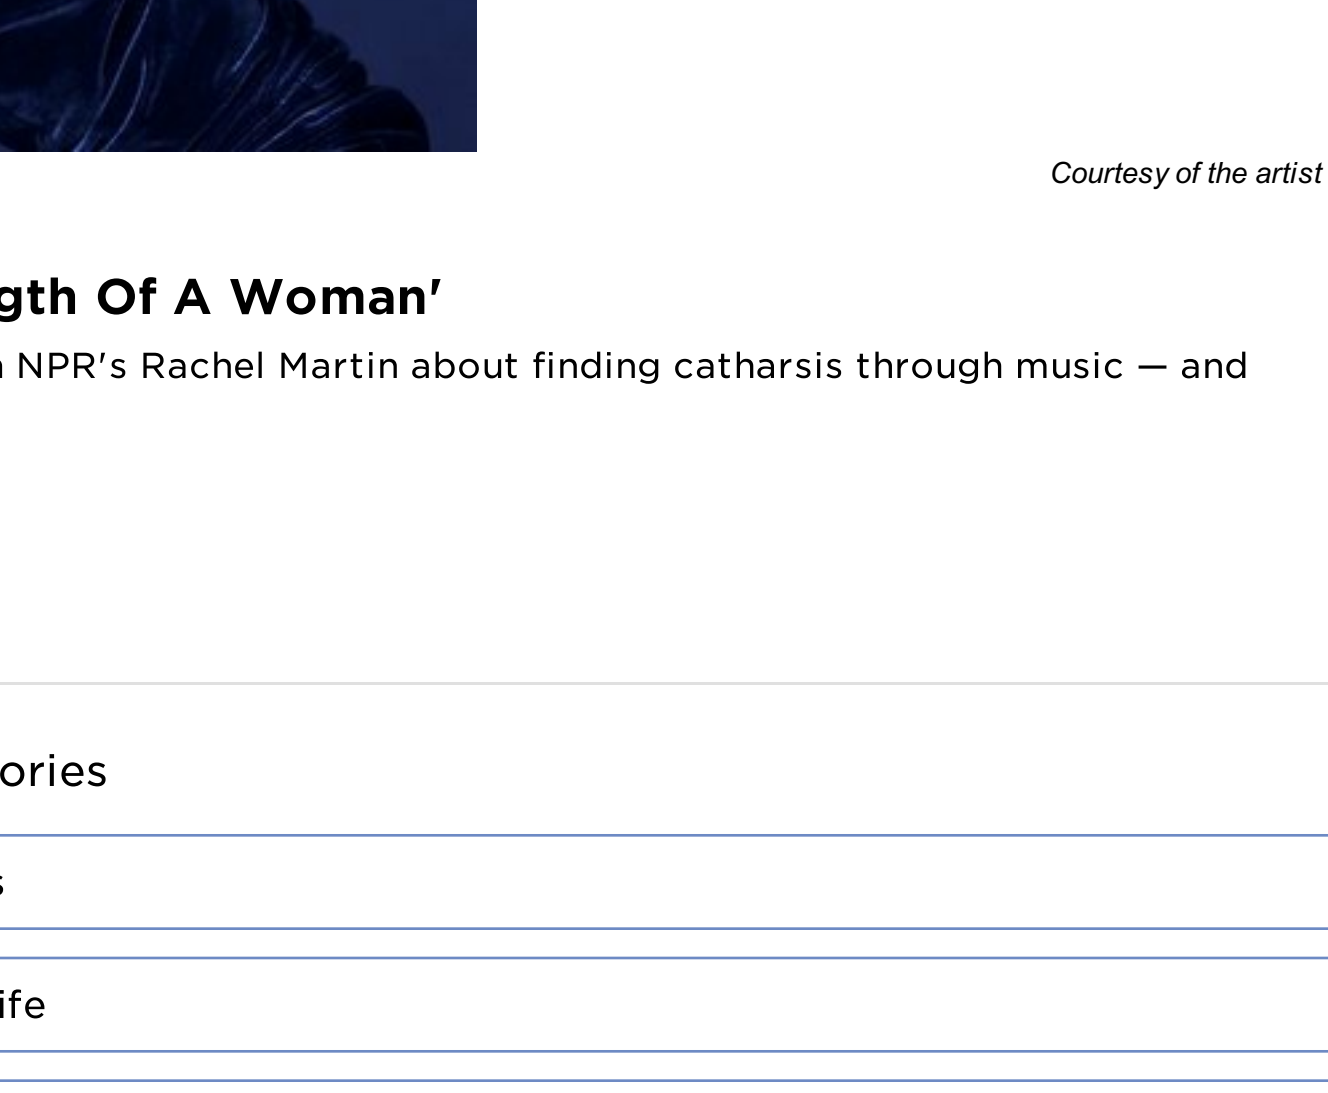 Courtesy of the artist
gth Of A Woman'
NPR's Rachel Martin about finding catharsis through music — and
ories
s
ife